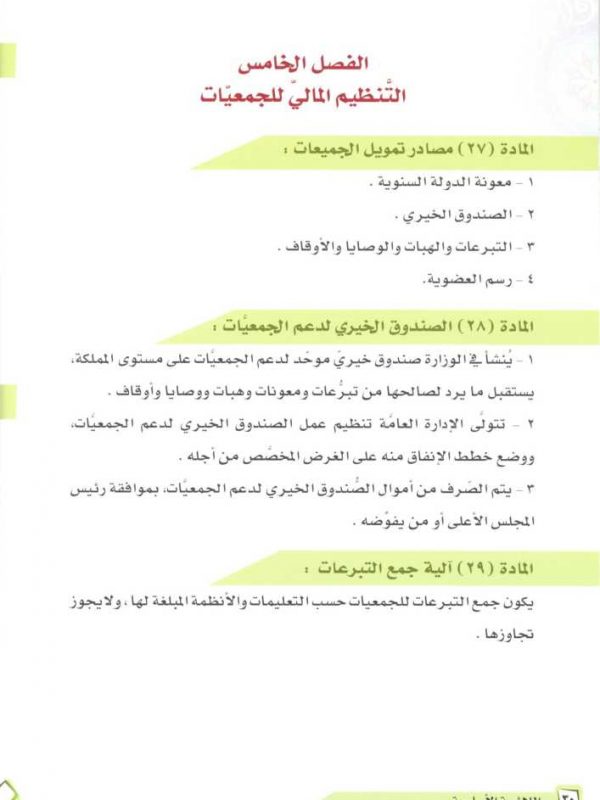 الفصل الخامس
التَّنظيم الماليّ للجمعيّات
المادة (٢٧) مصادر تمويل الجميعات :
١ - معونة الدولة السنوية .
٢ - الصندوق الخيري .
٣ - التبرعات والهبات والوصايا والأوقاف .
٤ - رسم العضوية.
المادة (٢٨) الصندوق الخيري لدعم الجمعيَّات :
١ - يُنشأ في الوزارة صندوق خيريّ موحّد لدعم الجمعيَّات على مستوى المملكة،
يستقبل ما يرد لصالحها من تبرُّعات ومعونات وهبات ووصايا وأوقاف .
٢ - تتولَّى الإدارة العامَّة تنظيم عمل الصندوق الخيري لدعم الجمعيَّات،
ووضع خطط الإنفاق منه على الغرض المخصَّص من أجله .
٣ - يتم الصَّرف من أموال الصُّندوق الخيري لدعم الجمعيَّات، بموافقة رئيس
المجلس الأعلى أو من يفوِّضه .
المادة (٢٩) آلية جمع التبرعات :
يكون جمع التبرعات للجمعيات حسب التعليمات والأنظمة المبلغة لها ، ولايجوز
تجاوزها .